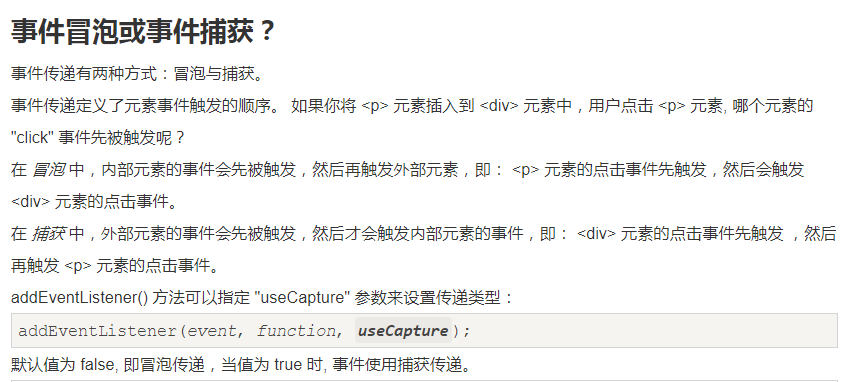 事件冒泡或事件捕获？
事件传递有两种方式：冒泡与捕获。
事件传递定义了元素事件触发的顺序。 如果你将 <p> 元素插入到 <div> 元素中，用户点击 <p> 元素, 哪个元素的
"click" 事件先被触发呢？
在 冒泡 中，内部元素的事件会先被触发，然后再触发外部元素，即： <p> 元素的点击事件先触发，然后会触发
<div> 元素的点击事件。
在 捕获 中，外部元素的事件会先被触发，然后才会触发内部元素的事件，即： <div> 元素的点击事件先触发 ，然后
再触发 <p> 元素的点击事件。
addEventListener() 方法可以指定 "useCapture" 参数来设置传递类型：
addEventListener(event, function, useCapture);
默认值为 false, 即冒泡传递，当值为 true 时, 事件使用捕获传递。